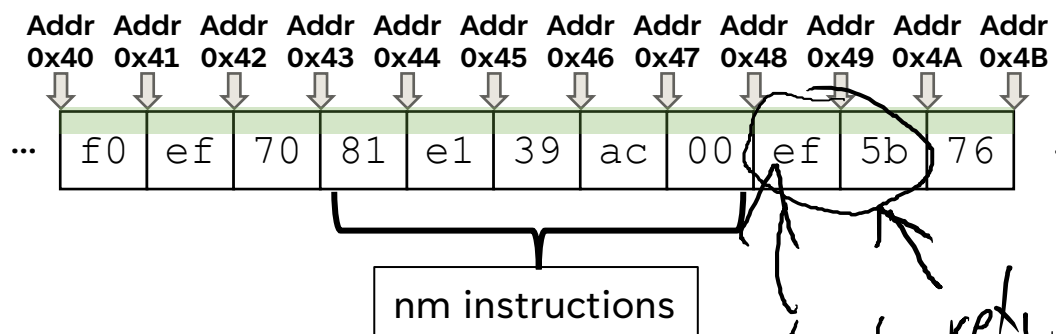 Addr Addr Addr Addr Addr Addr Addr Addr Addr Addr Addr Addr
0x40 0x41 0x42 0x43 0x44 0x45 0x46 0x47 0x48 0x49 0x4A 0x4B
... f0 ef 70 81 e1 39 ac 00 ef 5b 76
nm instructions